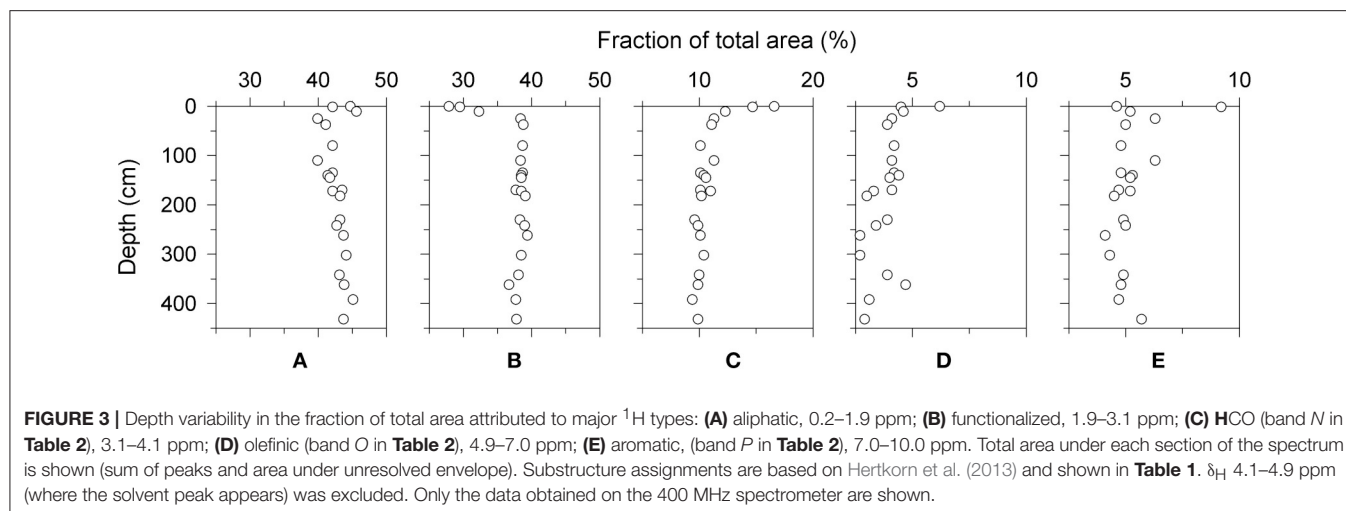 Fraction of total area (%)
30 40 50 30 40 50 10 20 5 10 5 10
0
100
200
300
400
Depth (cm)
A B C D E
FIGURE 3 | Depth variability in the fraction of total area attributed to major ¹H types: (A) aliphatic, 0.2–1.9 ppm; (B) functionalized, 1.9–3.1 ppm; (C) HCO (band N in
Table 2), 3.1–4.1 ppm; (D) olefinic (band O in Table 2), 4.9–7.0 ppm; (E) aromatic, (band P in Table 2), 7.0–10.0 ppm. Total area under each section of the spectrum
is shown (sum of peaks and area under unresolved envelope). Substructure assignments are based on Hertkorn et al. (2013) and shown in Table 1. δH 4.1–4.9 ppm
(where the solvent peak appears) was excluded. Only the data obtained on the 400 MHz spectrometer are shown.